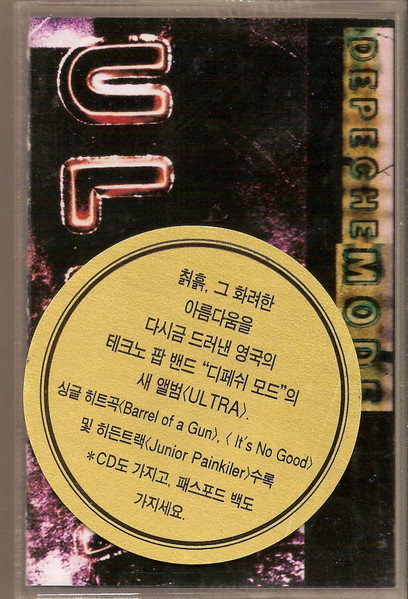 UL
DEPECHE MODE
칡흙, 그 화려한
아름다움을
다시금 드러낸 영국의
테크노 팝 밴드 “디페쉬 모드”의
새 앨범〈ULTRA〉.
싱글 히트곡〈Barrel of a Gun〉, 〈 It's No Good〉
및 히든트랙〈Junior Painkiler〉수록
*CD도 가지고, 패스포드 백도
가지세요.